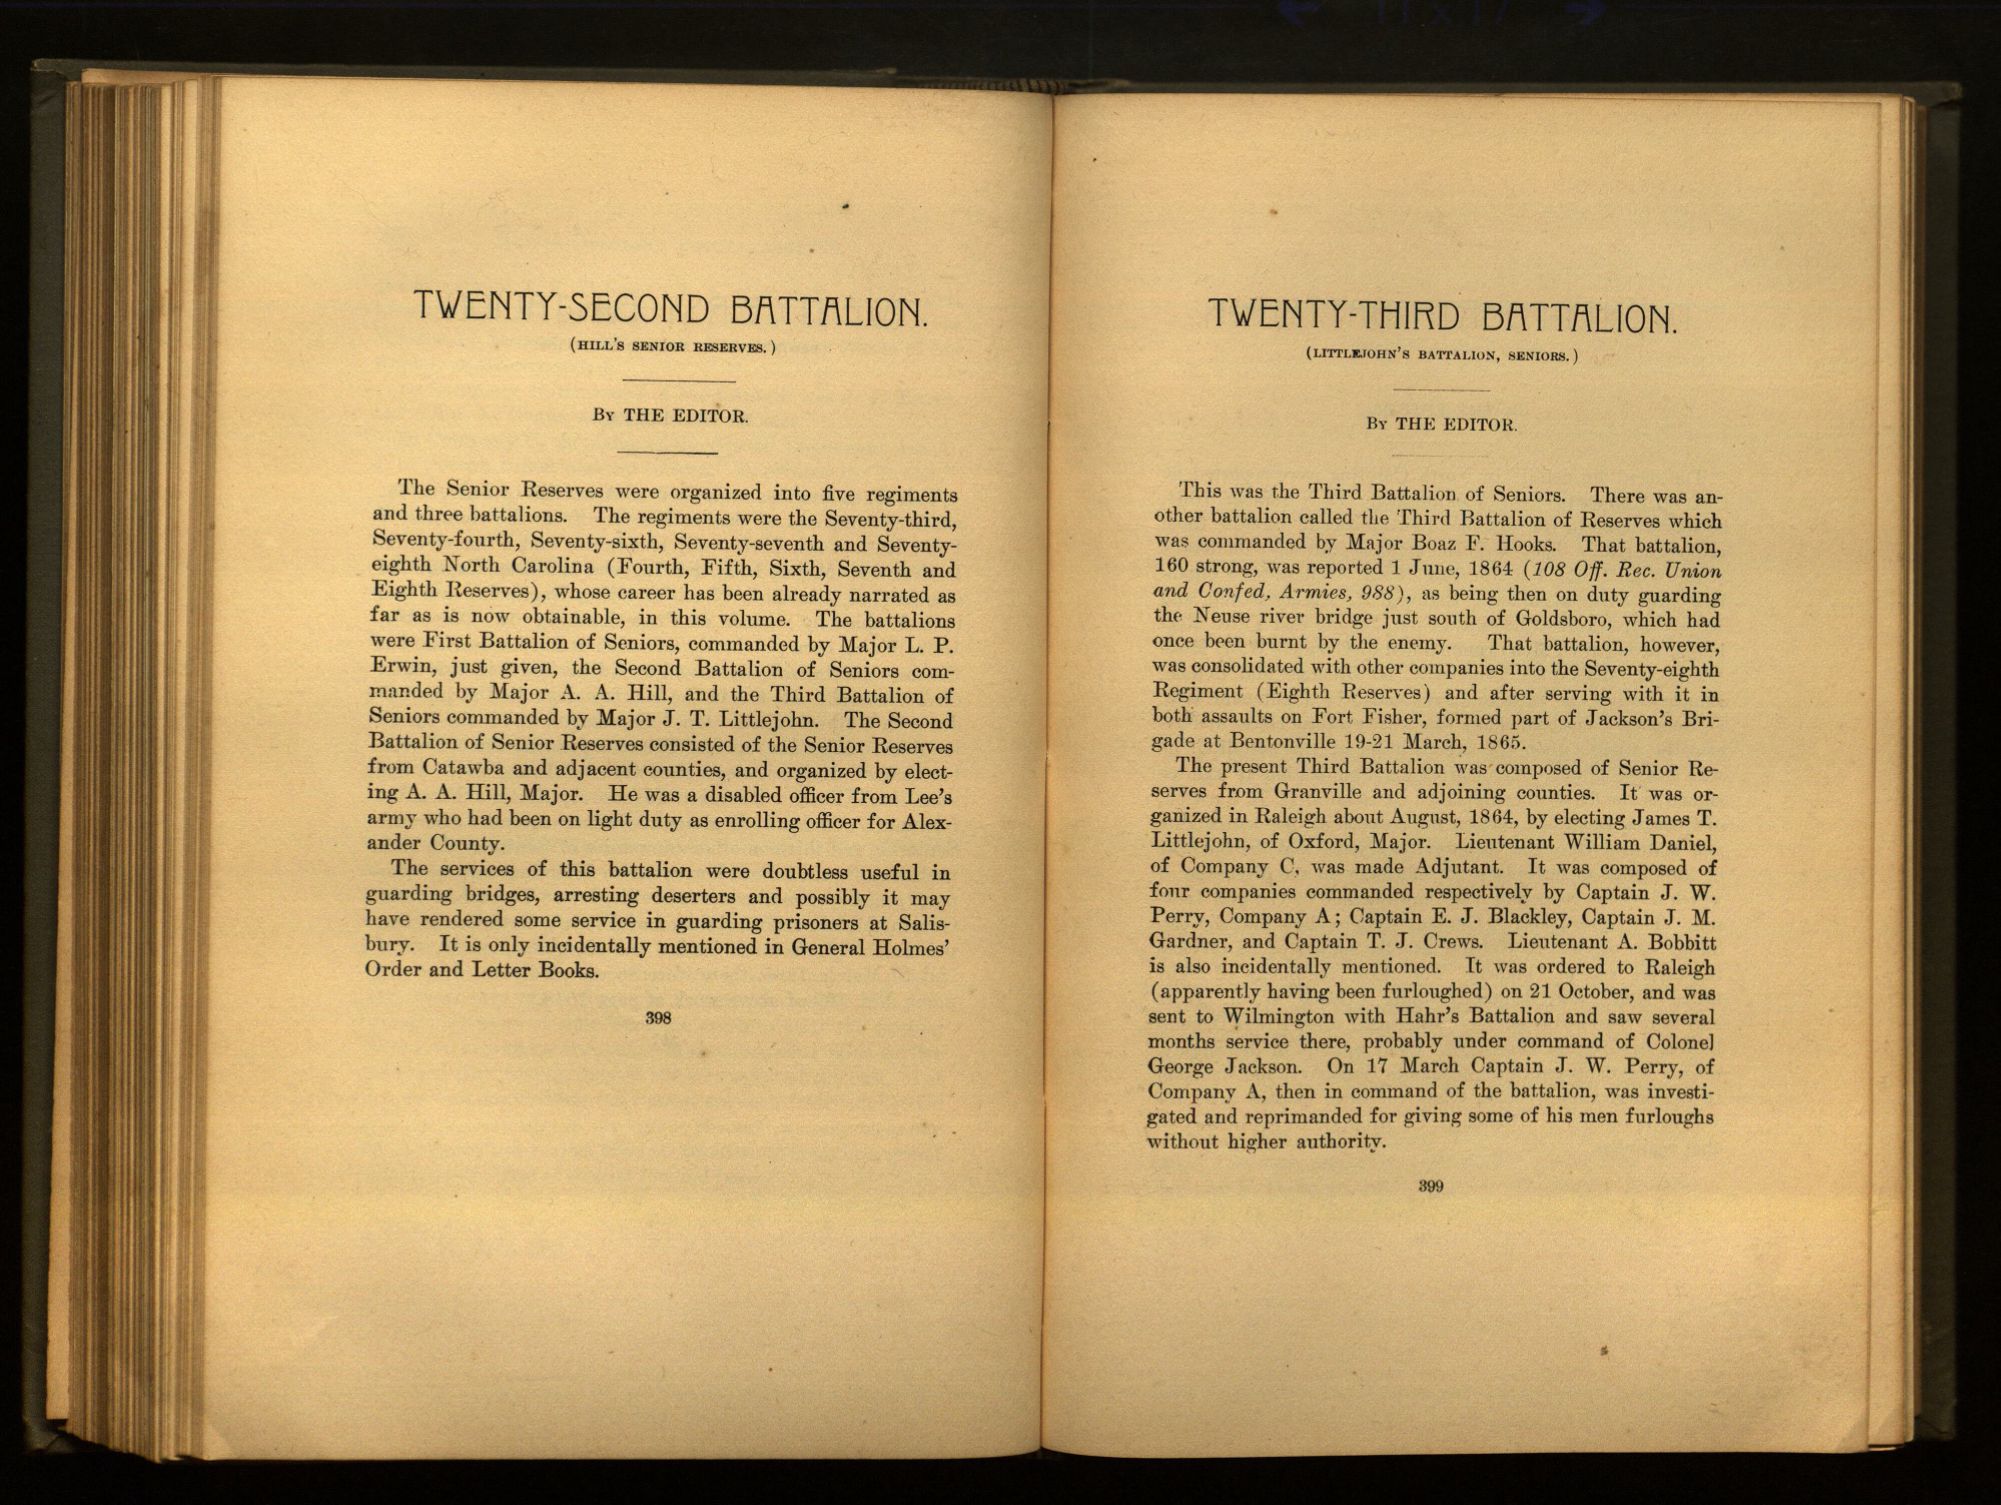 TWENTY-SECOND BATTALION.
(HILL'S SENIOR RESERVES.)
By THE EDITOR.
The Senior Reserves were organized into five regiments
and three battalions. The regiments were the Seventy-third,
Seventy-fourth, Seventy-sixth, Seventy-seventh and Seventy-
eighth North Carolina (Fourth, Fifth, Sixth, Seventh and
Eighth Reserves), whose career has been already narrated as
far as is now obtainable, in this volume. The battalions
were First Battalion of Seniors, commanded by Major L. P.
Erwin, just given, the Second Battalion of Seniors com-
manded by Major A. A. Hill, and the Third Battalion of
Seniors commanded by Major J. T. Littlejohn. The Second
Battalion of Senior Reserves consisted of the Senior Reserves
from Catawba and adjacent counties, and organized by elect-
ing A. A. Hill, Major. He was a disabled officer from Lee's
army who had been on light duty as enrolling officer for Alex-
ander County.
The services of this battalion were doubtless useful in
guarding bridges, arresting deserters and possibly it may
have rendered some service in guarding prisoners at Salis-
bury. It is only incidentally mentioned in General Holmes'
Order and Letter Books.
398
TWENTY-THIRD BATTALION.
(LITTLEJOHN'S BATTALION, SENIORS.)
By THE EDITOR.
This was the Third Battalion of Seniors. There was an-
other battalion called the Third Battalion of Reserves which
was commanded by Major Boaz F. Hooks. That battalion,
160 strong, was reported 1 June, 1864 (108 Off. Rec. Union
and Confed, Armies, 988), as being then on duty guarding
the Neuse river bridge just south of Goldsboro, which had
once been burnt by the enemy. That battalion, however,
was consolidated with other companies into the Seventy-eighth
Regiment (Eighth Reserves) and after serving with it in
both assaults on Fort Fisher, formed part of Jackson's Bri-
gade at Bentonville 19-21 March, 1865.
The present Third Battalion was composed of Senior Re-
serves from Granville and adjoining counties. It was or-
ganized in Raleigh about August, 1864, by electing James T.
Littlejohn, of Oxford, Major. Lieutenant William Daniel,
of Company C, was made Adjutant. It was composed of
four companies commanded respectively by Captain J. W.
Perry, Company A; Captain E. J. Blackley, Captain J. M.
Gardner, and Captain T. J. Crews. Lieutenant A. Bobbitt
is also incidentally mentioned. It was ordered to Raleigh
(apparently having been furloughed) on 21 October, and was
sent to Wilmington with Hahr's Battalion and saw several
months service there, probably under command of Colonel
George Jackson. On 17 March Captain J. W. Perry, of
Company A, then in command of the battalion, was investi-
gated and reprimanded for giving some of his men furloughs
without higher authority.
399